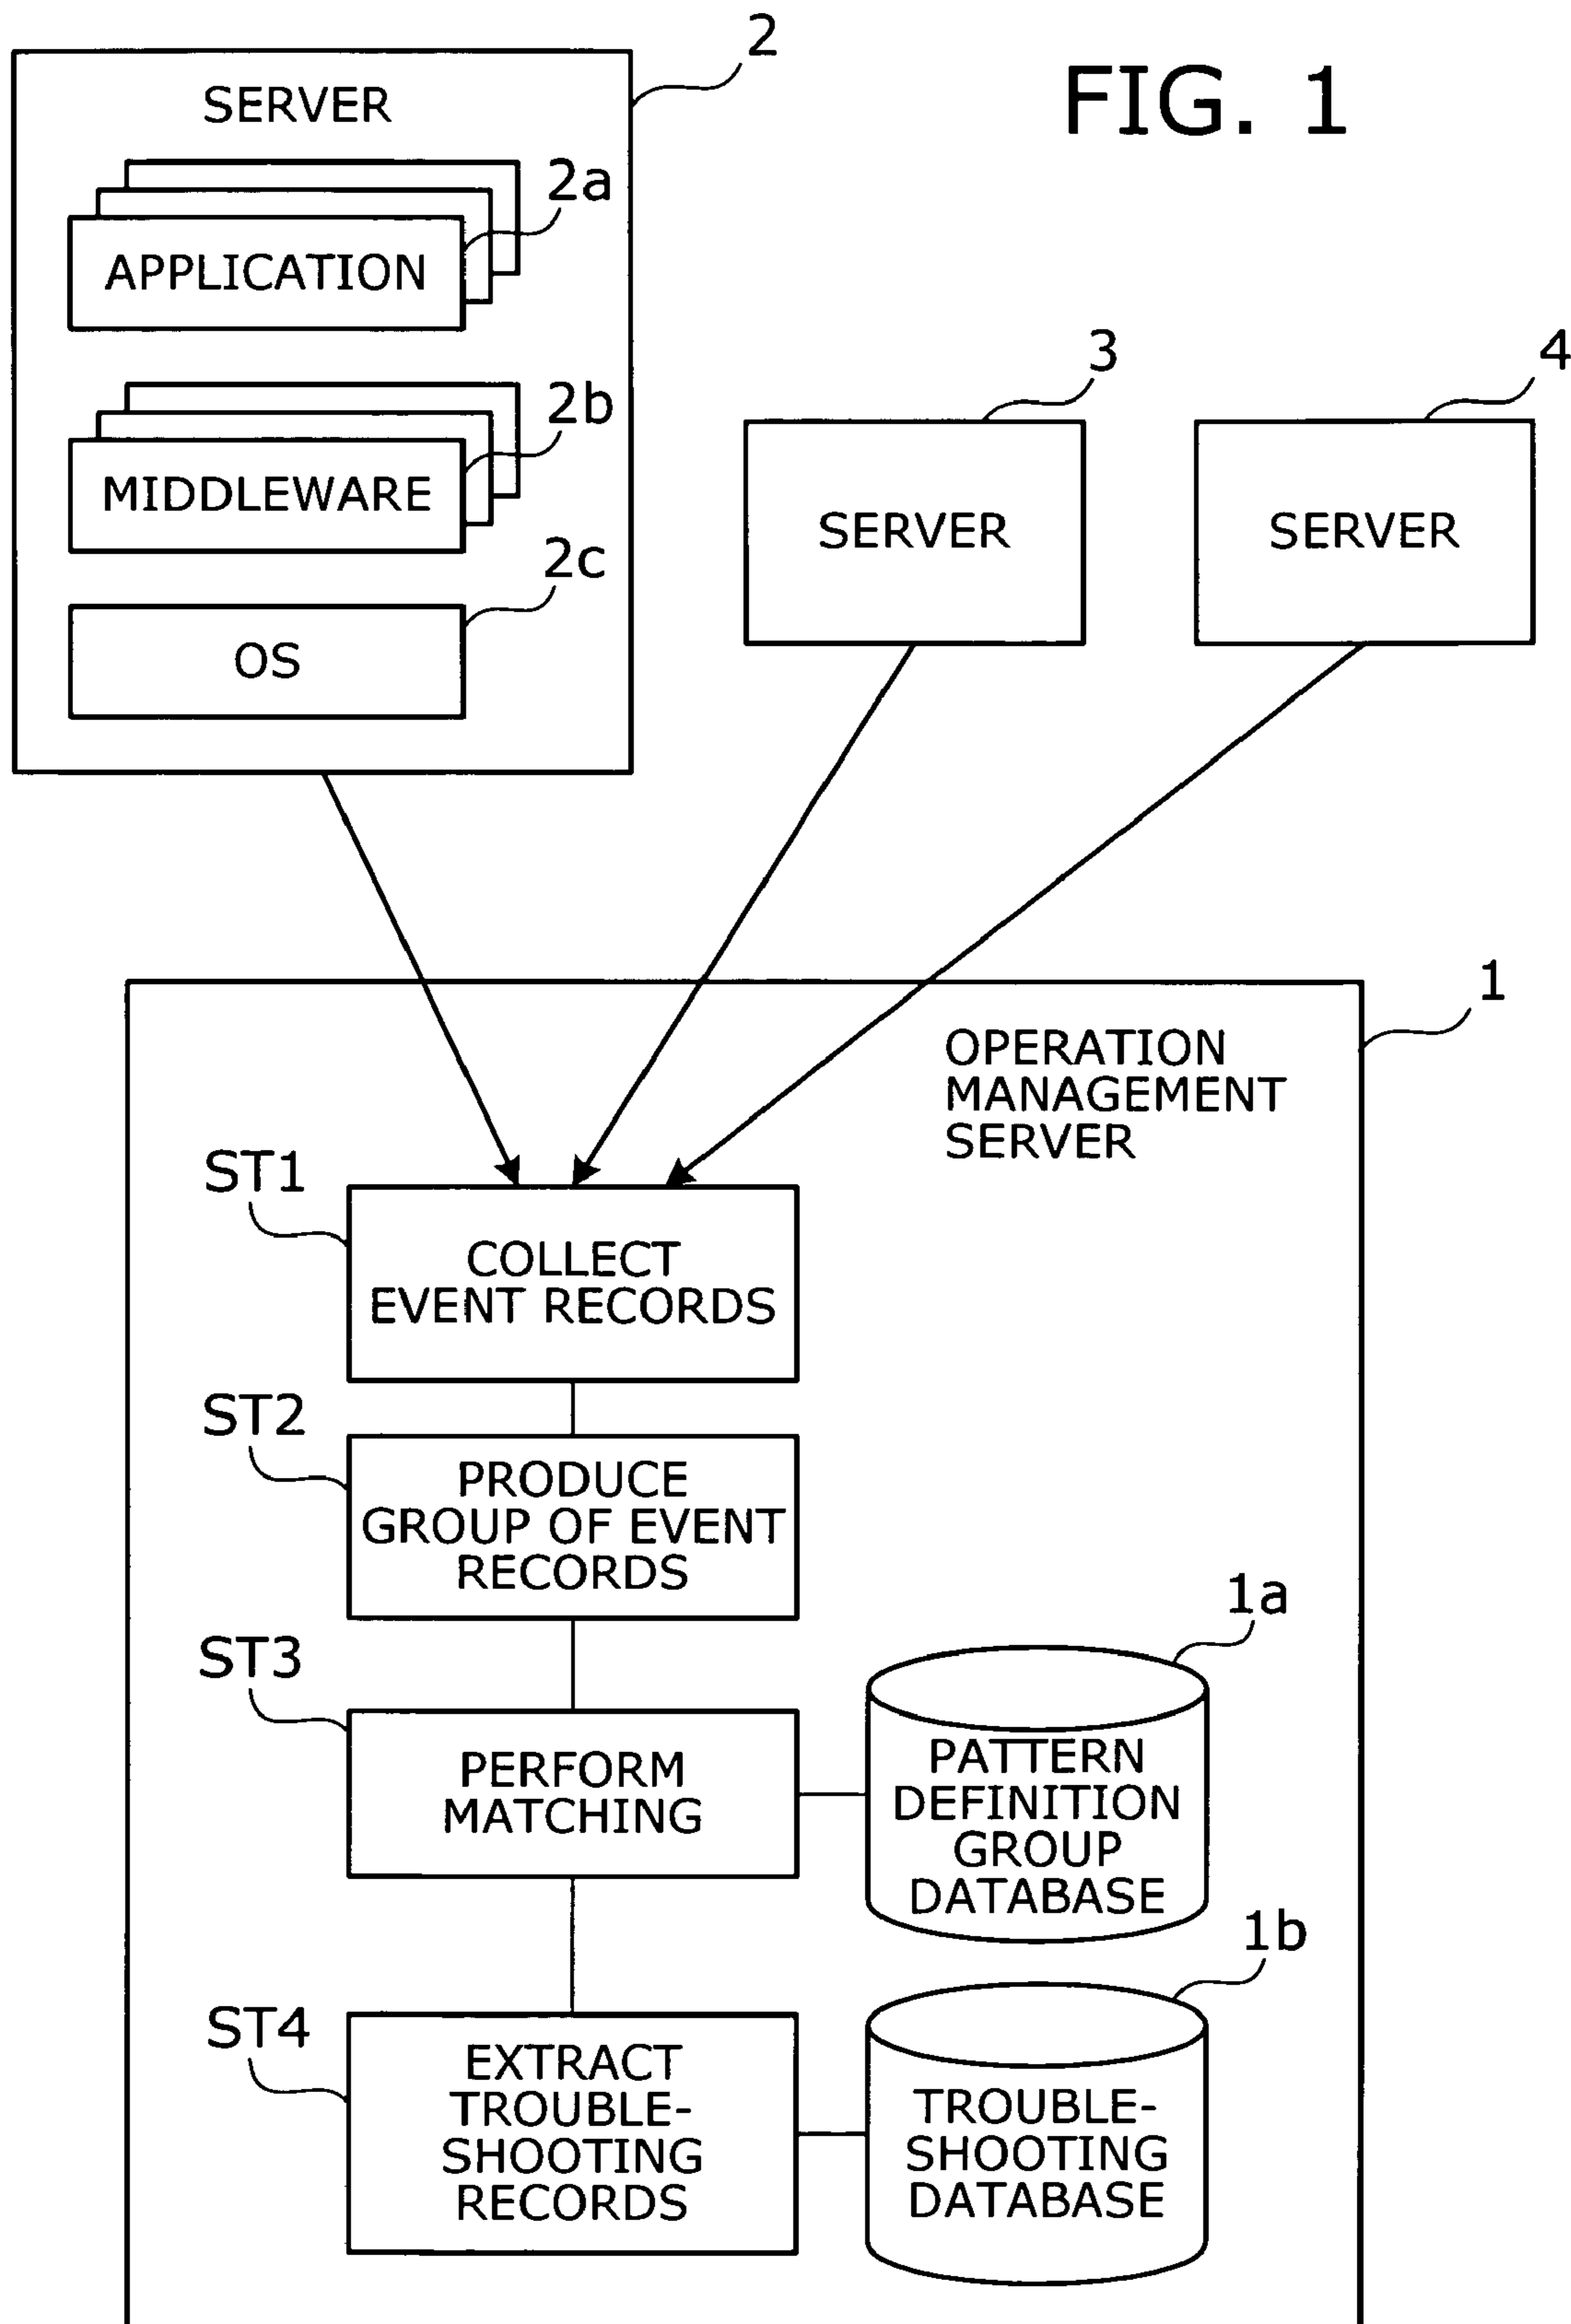 FIG. 1
2
SERVER
2a
APPLICATION
2b
MIDDLEWARE
2c
OS
3
SERVER
4
SERVER
1
OPERATION
MANAGEMENT
SERVER
ST1
COLLECT
EVENT RECORDS
ST2
PRODUCE
GROUP OF EVENT
RECORDS
ST3
PERFORM
MATCHING
1a
PATTERN
DEFINITION
GROUP
DATABASE
ST4
EXTRACT
TROUBLE-
SHOOTING
RECORDS
1b
TROUBLE-
SHOOTING
DATABASE